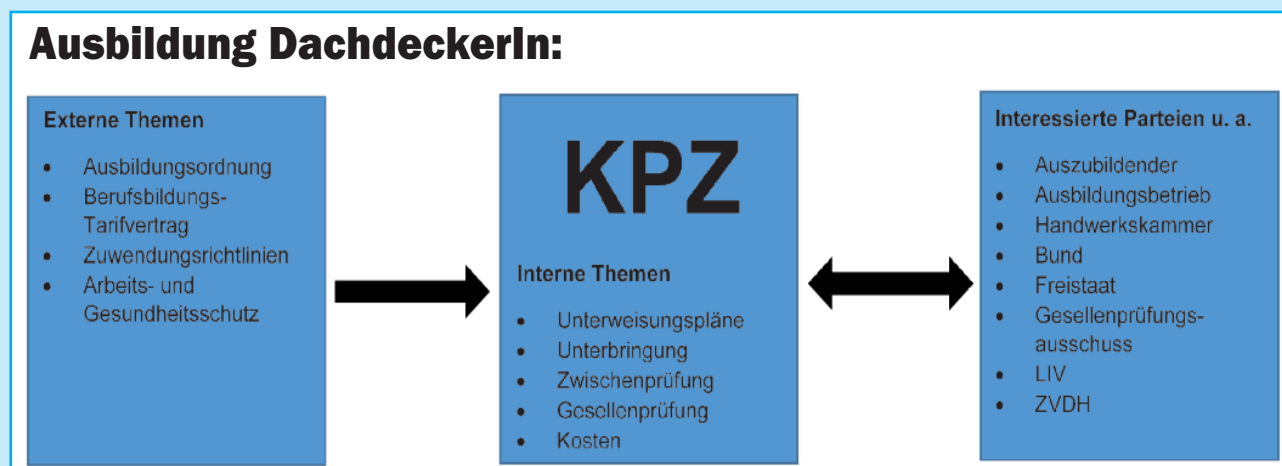 Ausbildung DachdeckerIn:
Externe Themen
• Ausbildungsordnung
• Berufsbildungs-
Tarifvertrag
• Zuwendungsrichtlinien
• Arbeits- und
Gesundheitsschutz
KPZ
Interne Themen
• Unterweisungspläne
• Unterbringung
• Zwischenprüfung
• Gesellenprüfung
• Kosten
Interessierte Parteien u. a.
• Auszubildender
• Ausbildungsbetrieb
• Handwerkskammer
• Bund
• Freistaat
• Gesellenprüfungs-
ausschuss
• LIV
• ZVDH